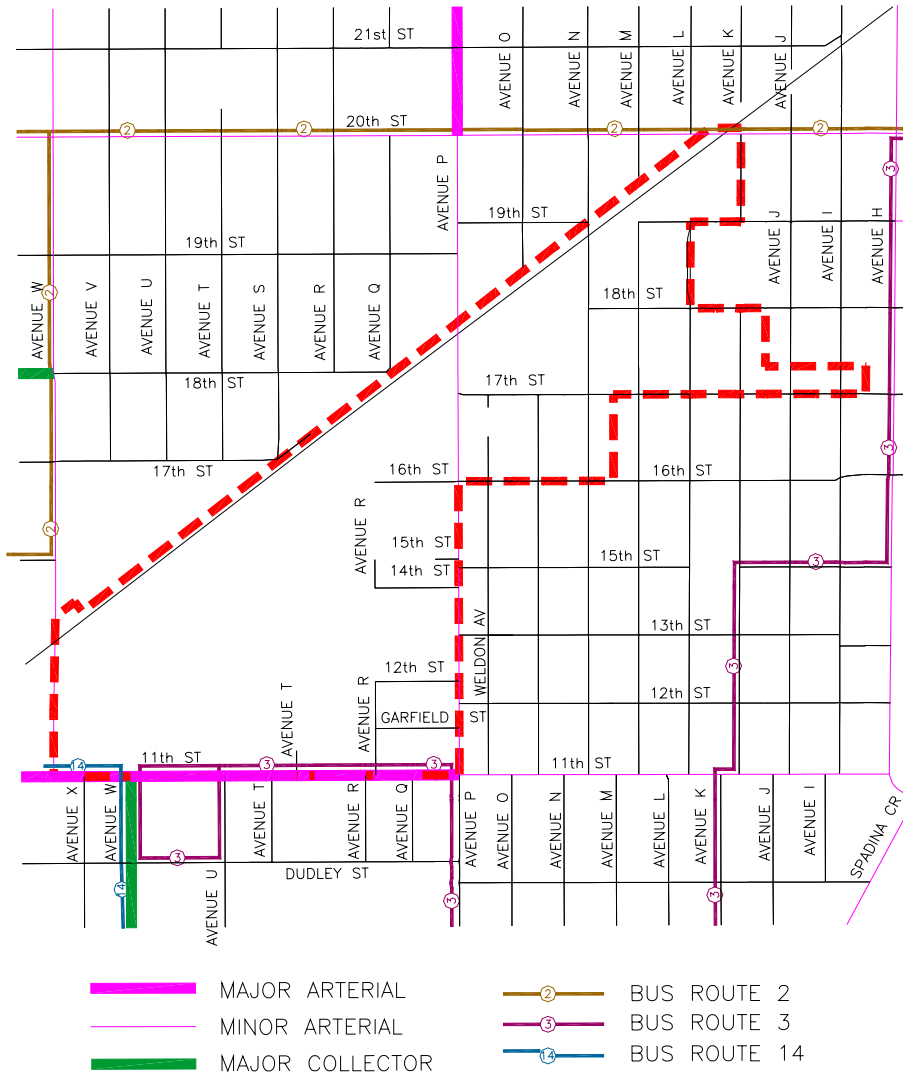 21st ST
AVENUE O
AVENUE N
AVENUE M
AVENUE L
AVENUE K
AVENUE J
20th ST
2
2
2
2
3
AVENUE P
19th ST
19th ST
AVENUE J
AVENUE I
AVENUE H
AVENUE W
AVENUE V
AVENUE U
AVENUE T
AVENUE S
AVENUE R
AVENUE Q
2
18th ST
18th ST
17th ST
3
17th ST
16th ST
16th ST
2
AVENUE R
15th ST
14th ST
15th ST
3
WELDON AV
13th ST
12th ST
AVENUE R
3
12th ST
GARFIELD ST
AVENUE T
11th ST
14
3
3
11th ST
AVENUE X
AVENUE W
AVENUE T
AVENUE R
AVENUE Q
AVENUE P
AVENUE O
AVENUE N
AVENUE M
AVENUE L
AVENUE K
AVENUE J
AVENUE I
SPADINA CR
3
DUDLEY ST
14
AVENUE U
3
3
MAJOR ARTERIAL
MINOR ARTERIAL
MAJOR COLLECTOR
2 BUS ROUTE 2
3 BUS ROUTE 3
14 BUS ROUTE 14